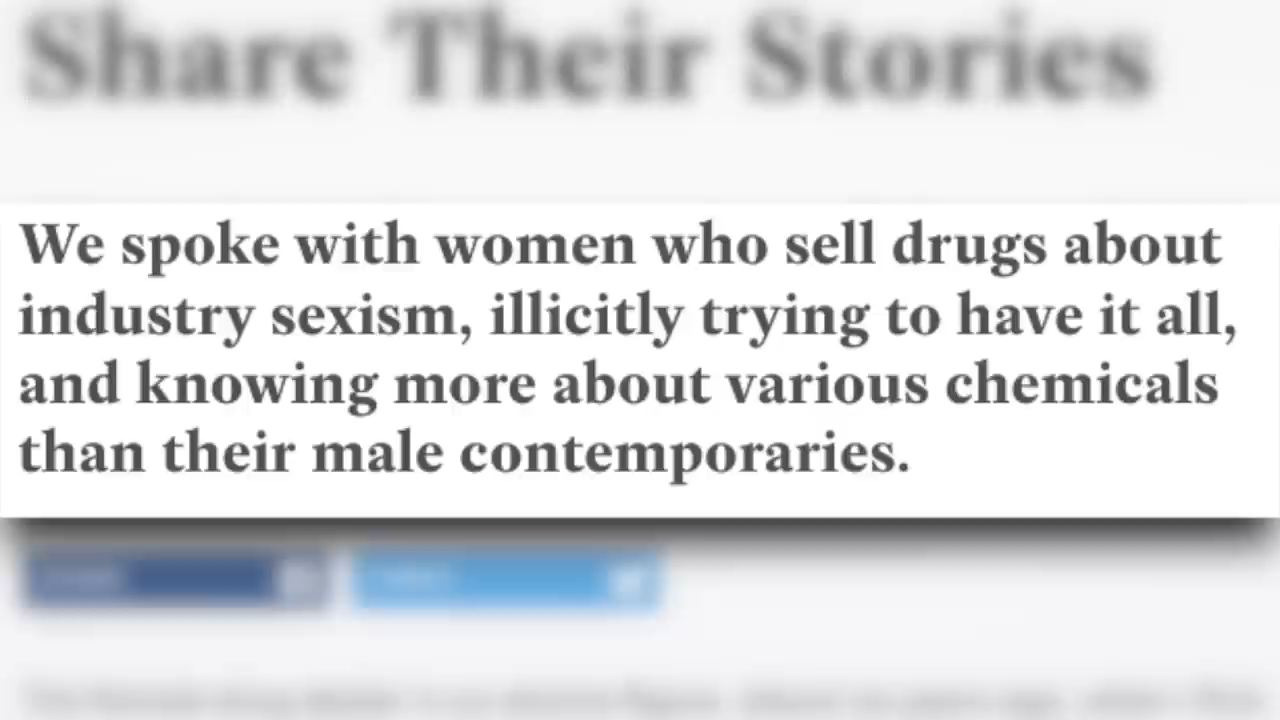 Share Their Stories
We spoke with women who sell drugs about
industry sexism, illicitly trying to have it all,
and knowing more about various chemicals
than their male contemporaries.